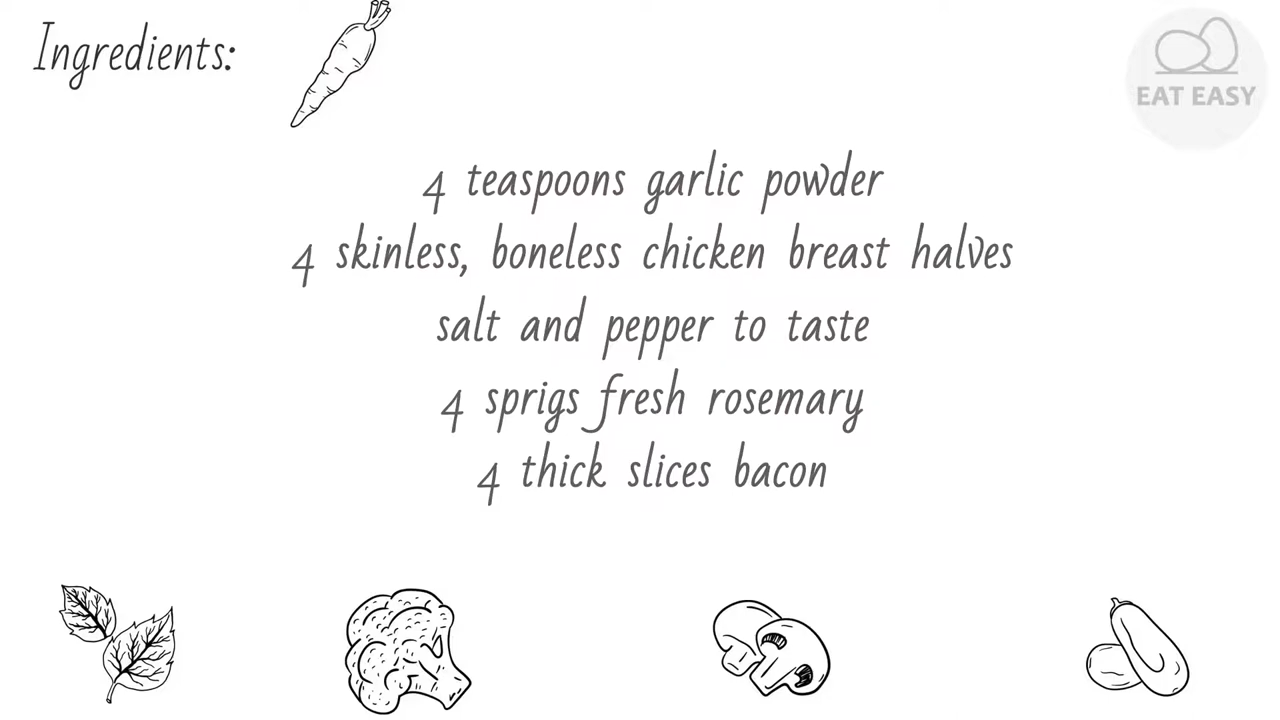 Ingredients:
EAT EASY
4 teaspoons garlic powder
4 skinless, boneless chicken breast halves
salt and pepper to taste
4 sprigs fresh rosemary
4 thick slices bacon